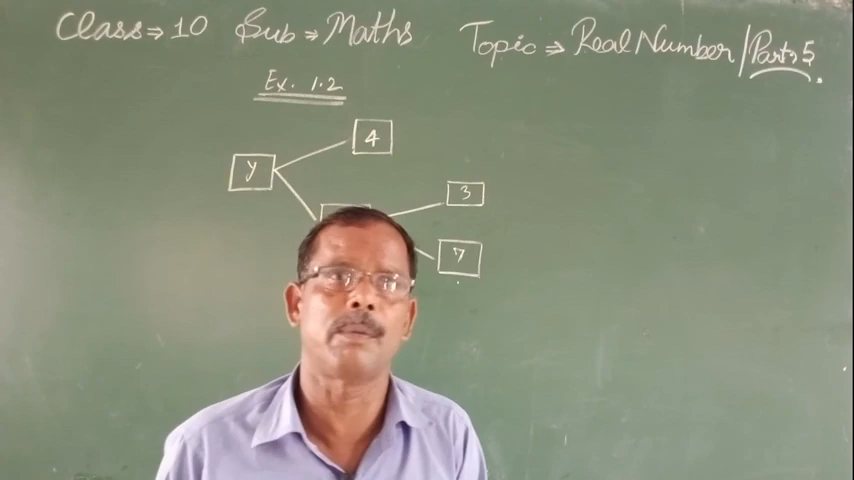 Class ⇒ 10 Sub ⇒ Maths Topic ⇒ Real Number / Part ⇒ 5.
Ex. 1.2
4
y
3
7